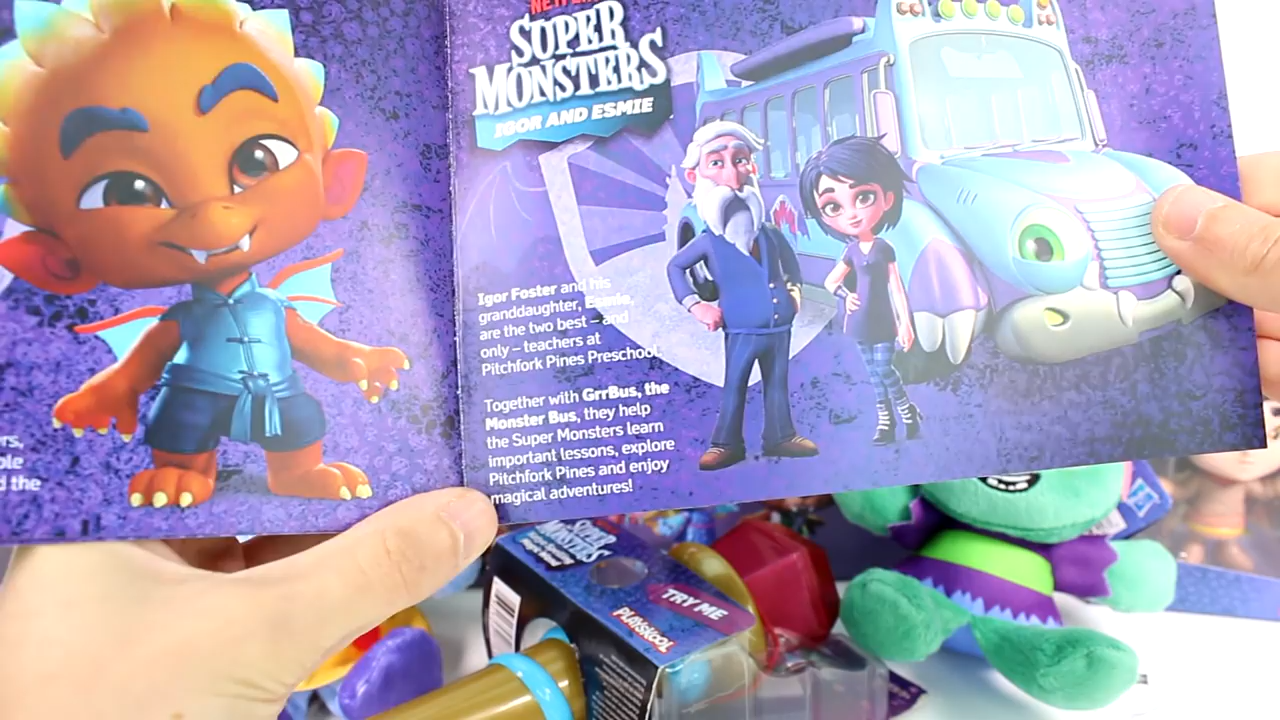 NETFLIX
SUPER
MONSTERS
IGOR AND ESMIE
Igor Foster and his
granddaughter, Esmie,
are the two best – and
only – teachers at
Pitchfork Pines Preschool.
Together with GrrBus, the
Monster Bus, they help
the Super Monsters learn
important lessons, explore
Pitchfork Pines and enjoy
magical adventures!
d the
SUPER
MONSTERS
TRY ME
PLAYSKOOL